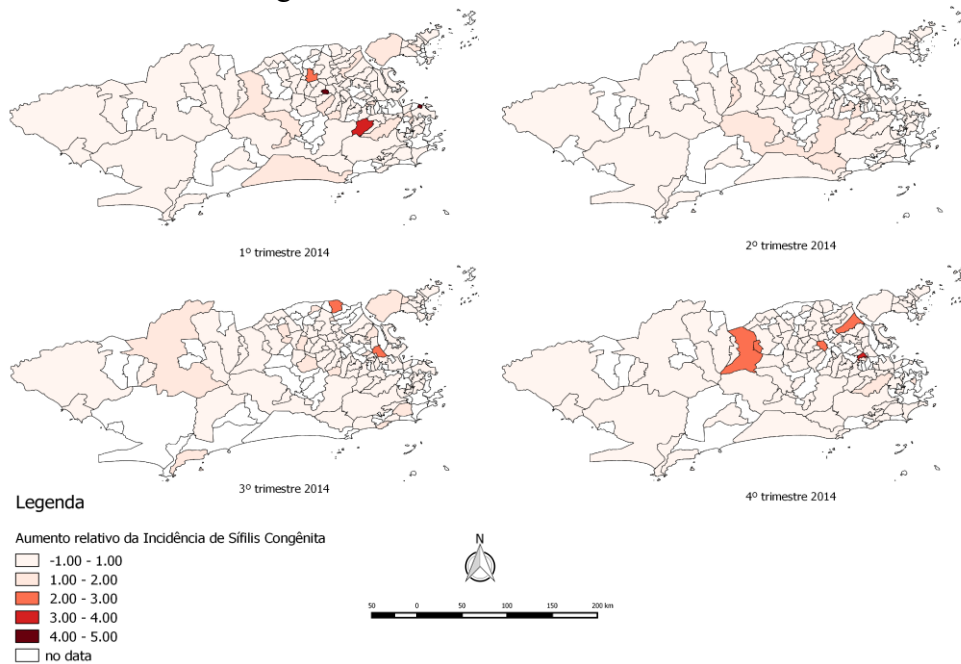 1º trimestre 2014
2º trimestre 2014
3º trimestre 2014
4º trimestre 2014
Legenda
Aumento relativo da Incidência de Sífilis Congênita
-1.00 - 1.00
1.00 - 2.00
2.00 - 3.00
3.00 - 4.00
4.00 - 5.00
no data
N
50 0 50 100 150 200 km